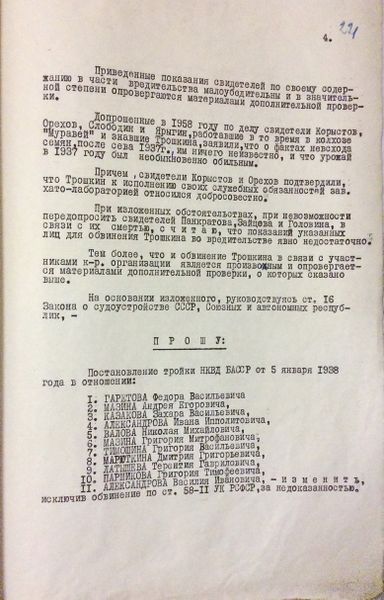 4.
221
Приведенные показания свидетелей по своему содер-
жанию в части вредительства малоубедительны и в значитель-
ной степени опровергаются материалами дополнительной провер-
ки.
Допрошенные в 1958 году по делу свидетели Корыстов,
Орехов, Слободин и Ярыгин, работавшие в то время в колхозе
"Муравей" и знавшие Трошкина, заявили, что о фактах невсхода
семян, после сева 1937г., им ничего неизвестно, и что урожай
в 1937 году был необыкновенно обильным.
Причем, свидетели Корыстов и Орехов подтвердили,
что Трошкин к исполнению своих служебных обязанностей зав.
хато-лабораторией относился добросовестно.
При изложенных обстоятельствах, при невозможности
передопросить свидетелей Панкратова, Зайцева и Головина, в
связи с их смертью, с ч и т а ю, что показаний указанных
лиц для обвинения Трошкина во вредительстве явно недостаточно.
Тем более, что и обвинение Трошкина в связи с участ-
никами к-р. организации является произвольным и опровергает-
ся материалами дополнительной проверки, о которых сказано
выше.
На основании изложенного, руководствуясь ст. 16
Закона о судоустройстве СССР, Союзных и автономных респуб-
лик, -
П Р О Ш У:
Постановление тройки НКВД БАССР от 5 января 1938
года в отношении:
1. ГАРЕТОВА Федора Васильевича
2. МАЗИНА Андрея Егоровича,
3. КАЗАКОВА Захара Васильевича,
4. АЛЕКСАНДРОВА Ивана Ипполитовича,
5. ВАЛОВА Николая Михайловича,
6. МАЗИНА Григория Митрофановича,
7. ТИМОШИНА Григория Васильевича,
8. МАРЮТКИНА Дмитрия Григорьевича,
9. ЛАТЫШЕВА Терентия Гавриловича,
10. ПАРШИКОВА Григория Тимофеевича,
11. АЛЕКСАНДРОВА Василия Ивановича, - и з м е н и т ь,
исключив обвинение по ст. 58-11 УК РСФСР, за недоказанностью.